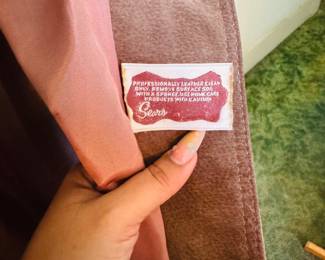 PROFESSIONALLY LEATHER CLEAN
ONLY. REMOVE SURFACE SOIL
WITH A SPONGE. USE HOME CARE
PRODUCTS WITH CAUTION
Sears